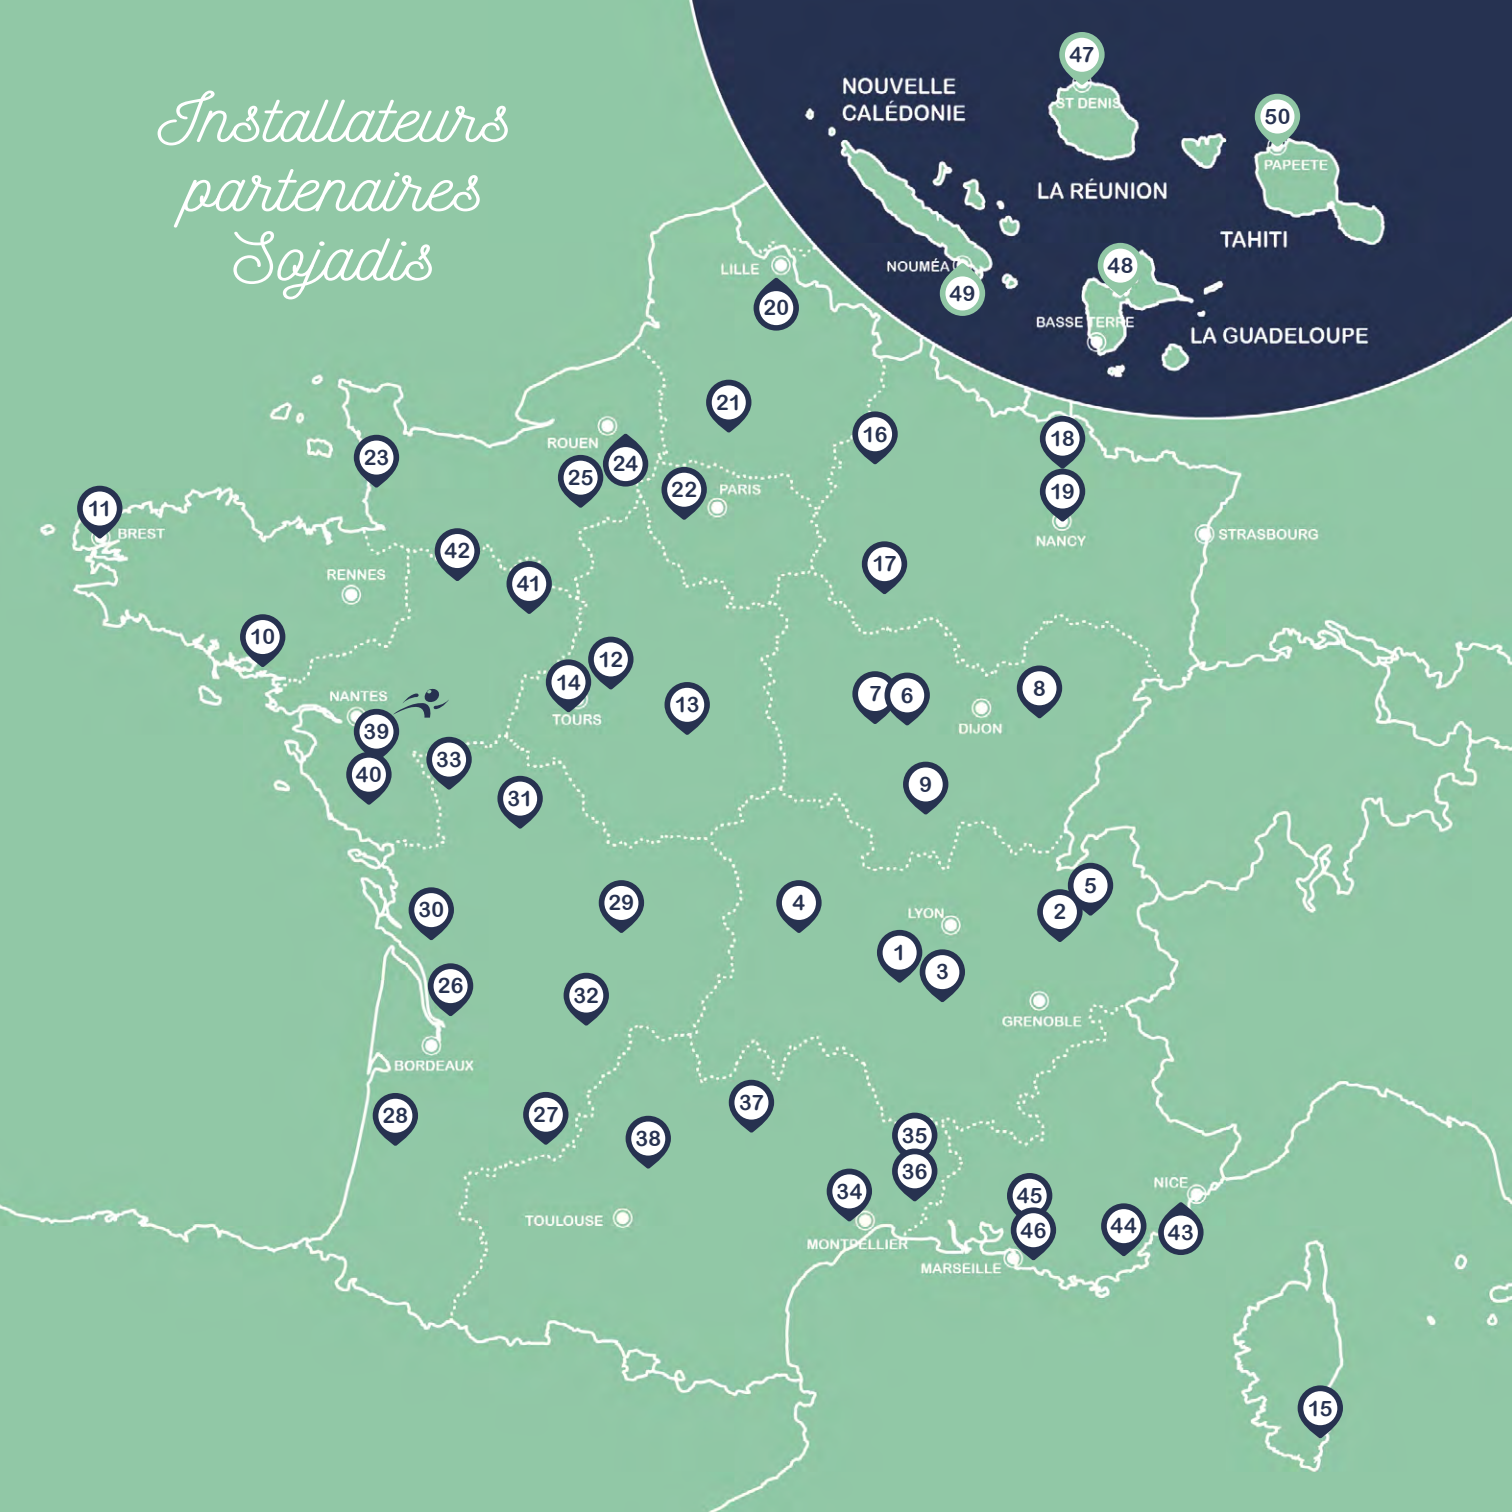 Installateurs
partenaires
Sojadis
47
NOUVELLE
CALÉDONIE
ST DENIS
50
PAPEETE
LA RÉUNION
TAHITI
NOUMÉA
48
49
BASSE TERRE
LA GUADELOUPE
LILLE
20
21
ROUEN
16
18
23
24
25
22
PARIS
19
11
BREST
NANCY
STRASBOURG
42
17
RENNES
41
10
12
14
TOURS
13
7
6
8
DIJON
NANTES
39
33
40
31
9
5
2
30
29
4
LYON
1
3
26
32
GRENOBLE
BORDEAUX
28
27
37
38
35
36
34
45
NICE
TOULOUSE
46
44
43
MONTPELLIER
MARSEILLE
15